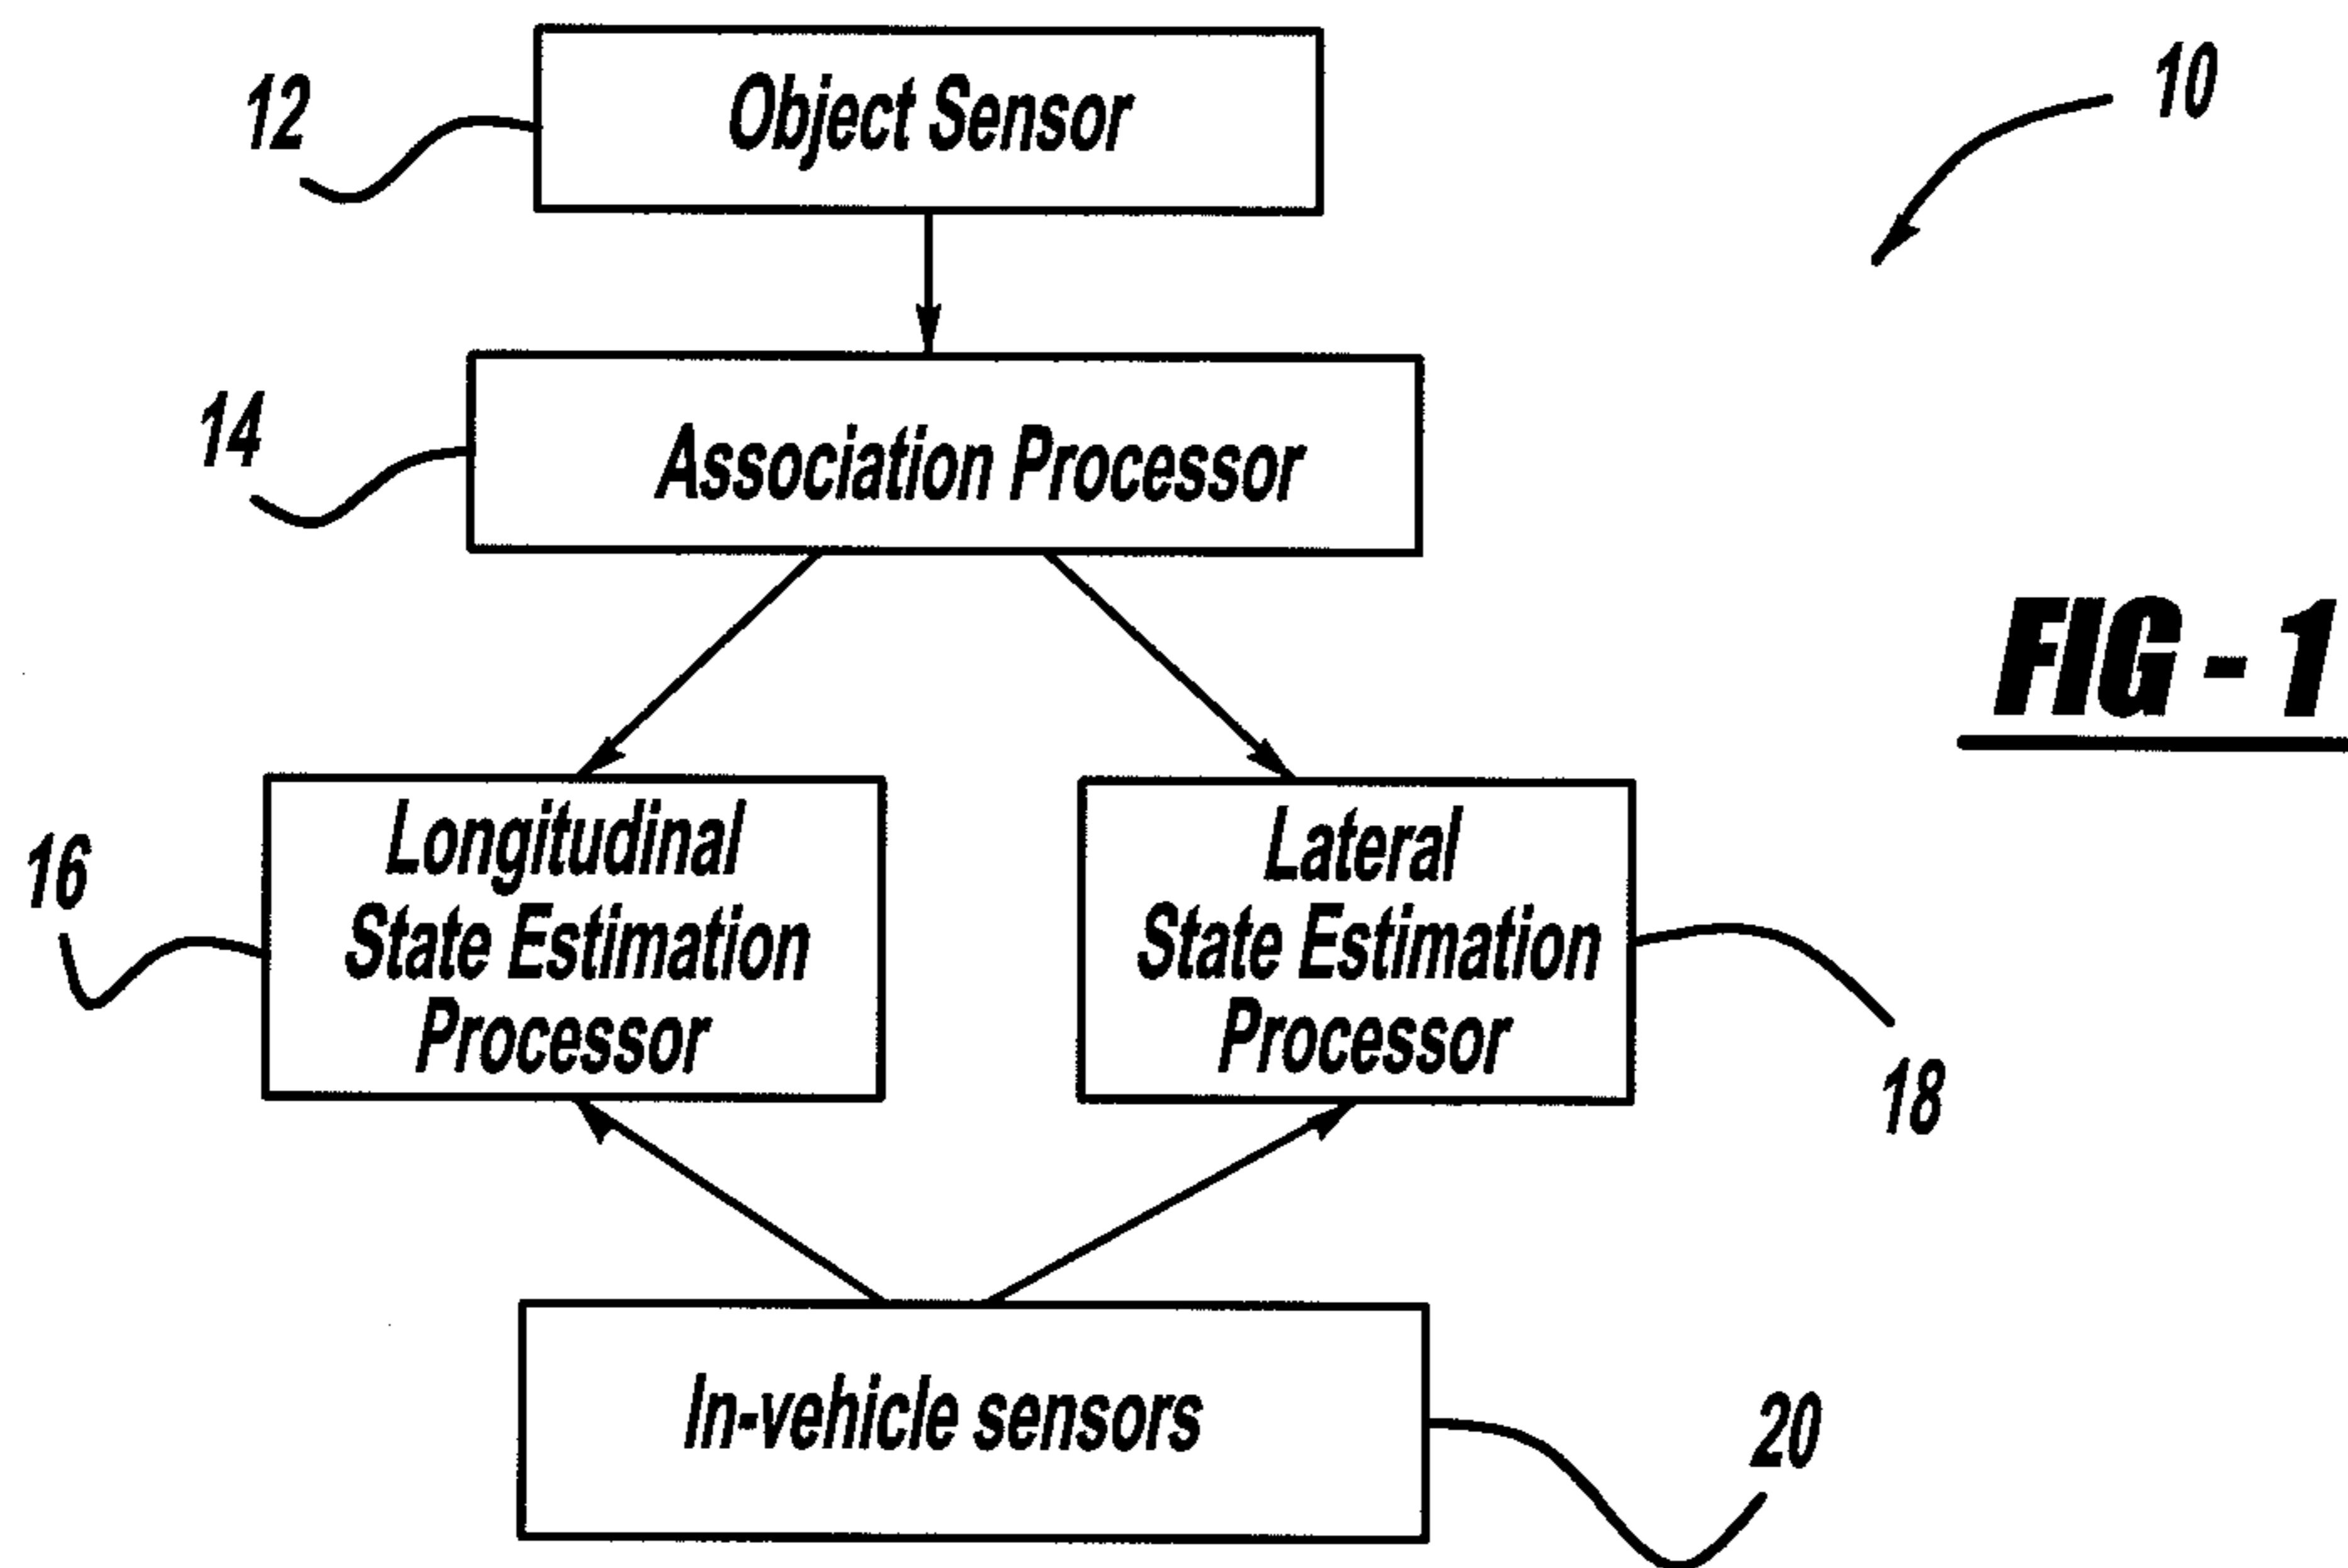 12
Object Sensor
10
14
Association Processor
FIG - 1
16
Longitudinal
State Estimation
Processor
Lateral
State Estimation
Processor
18
In-vehicle sensors
20